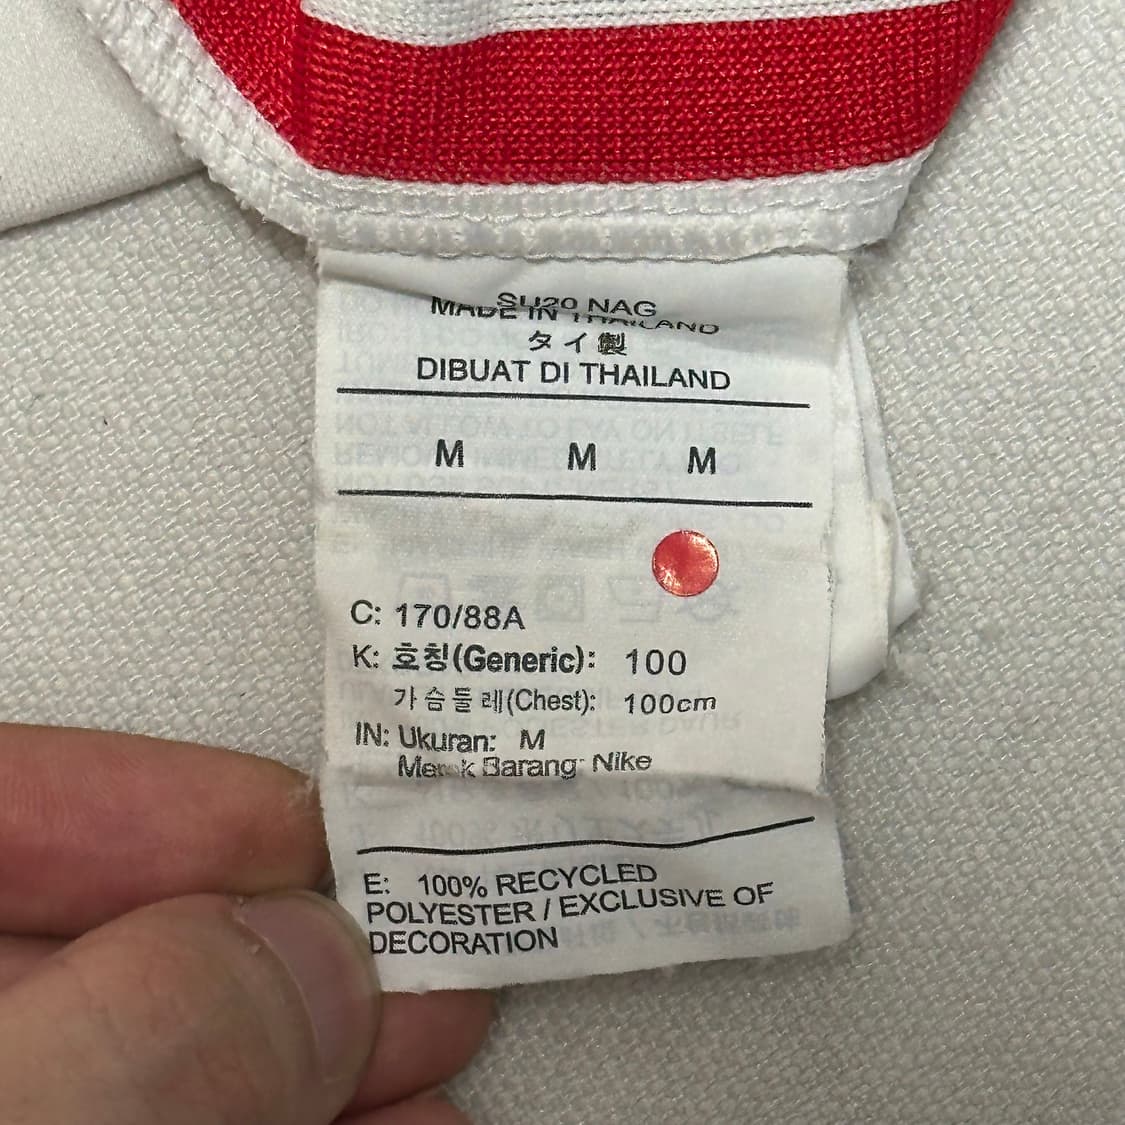 SU20 NAG
MADE IN THAILAND
タイ製
DIBUAT DI THAILAND
M M M
C: 170/88A
K: 호칭(Generic): 100
가슴둘레(Chest): 100cm
IN: Ukuran: M
Merek Barang: Nike
E: 100% RECYCLED
POLYESTER / EXCLUSIVE OF
DECORATION